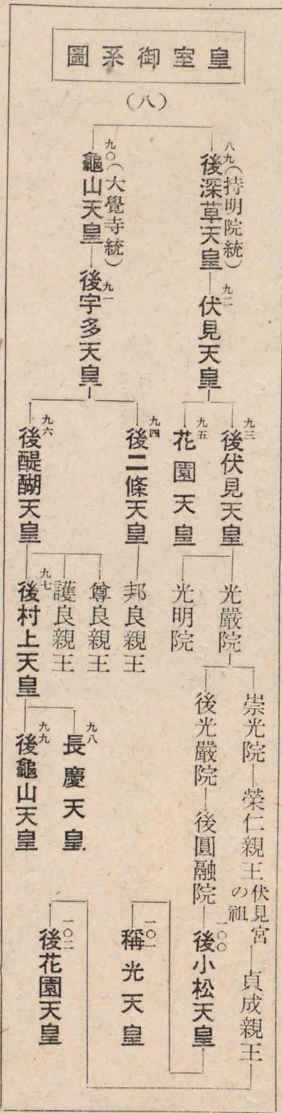 圖系御室皇
(八)
八九(持明院統)
後深草天皇
九二
伏見天皇
九三
後伏見天皇
光嚴院
崇光院
榮仁親王
伏見宮の祖
貞成親王
後光嚴院
後圓融院
一〇〇
後小松天皇
一〇一
稱光天皇
一〇二
後花園天皇
九五
花園天皇
光明院
九〇(大覺寺統)
龜山天皇
九一
後宇多天皇
九四
後二條天皇
邦良親王
九六
後醍醐天皇
尊良親王
護良親王
九七
後村上天皇
九八
長慶天皇
九九
後龜山天皇